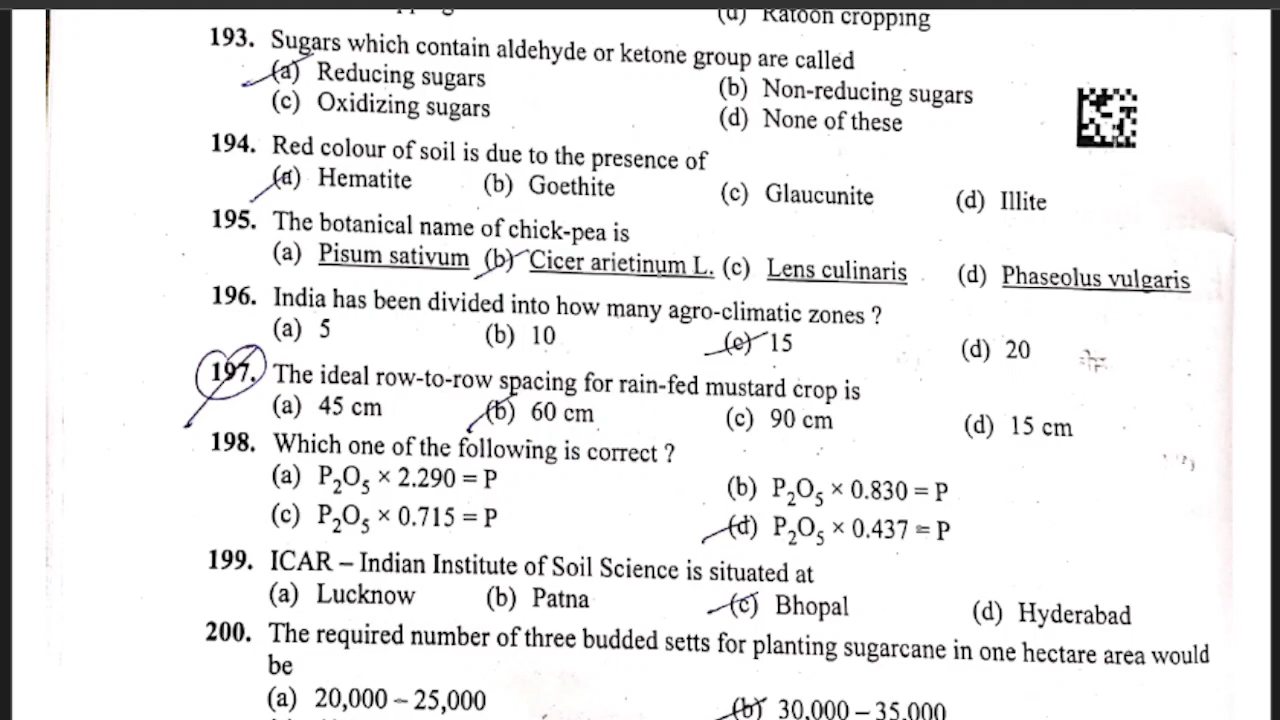 (d) Ratoon cropping
193. Sugars which contain aldehyde or ketone group are called
(a) Reducing sugars (b) Non-reducing sugars
(c) Oxidizing sugars (d) None of these
194. Red colour of soil is due to the presence of
(a) Hematite (b) Goethite (c) Glaucunite (d) Illite
195. The botanical name of chick-pea is
(a) Pisum sativum (b) Cicer arietinum L. (c) Lens culinaris (d) Phaseolus vulgaris
196. India has been divided into how many agro-climatic zones ?
(a) 5 (b) 10 (c) 15 (d) 20
197. The ideal row-to-row spacing for rain-fed mustard crop is
(a) 45 cm (b) 60 cm (c) 90 cm (d) 15 cm
198. Which one of the following is correct ?
(a) P₂O₅ × 2.290 = P (b) P₂O₅ × 0.830 = P
(c) P₂O₅ × 0.715 = P (d) P₂O₅ × 0.437 = P
199. ICAR – Indian Institute of Soil Science is situated at
(a) Lucknow (b) Patna (c) Bhopal (d) Hyderabad
200. The required number of three budded setts for planting sugarcane in one hectare area would
be
(a) 20,000 – 25,000 (b) 30,000 – 35,000